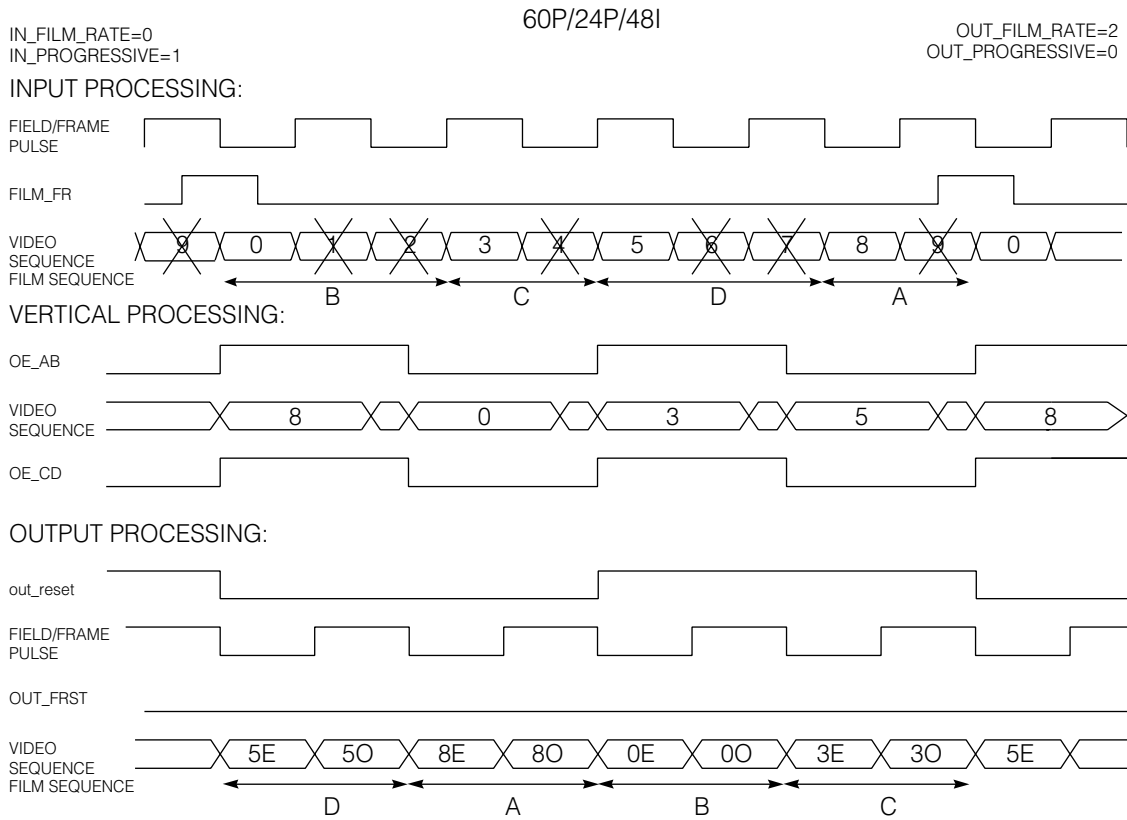 60P/24P/48I
IN_FILM_RATE=0
IN_PROGRESSIVE=1
OUT_FILM_RATE=2
OUT_PROGRESSIVE=0
INPUT PROCESSING:
FIELD/FRAME
PULSE
FILM_FR
VIDEO
SEQUENCE
9 0 1 2 3 4 5 6 7 8 9 0
FILM SEQUENCE
B C D A
VERTICAL PROCESSING:
OE_AB
VIDEO
SEQUENCE
8 0 3 5 8
OE_CD
OUTPUT PROCESSING:
out_reset
FIELD/FRAME
PULSE
OUT_FRST
VIDEO
SEQUENCE
5E 5O 8E 8O 0E 0O 3E 3O 5E
FILM SEQUENCE
D A B C